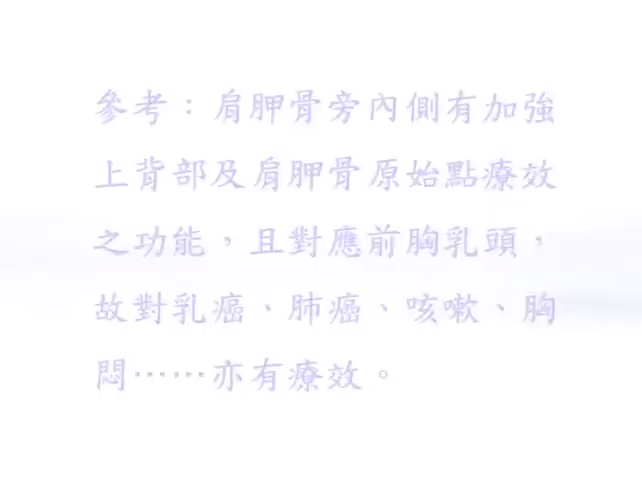 參考：肩胛骨旁內側有加強
上背部及肩胛骨原始點療效
之功能，且對應前胸乳頭，
故對乳癌、肺癌、咳嗽、胸
悶⋯⋯亦有療效。